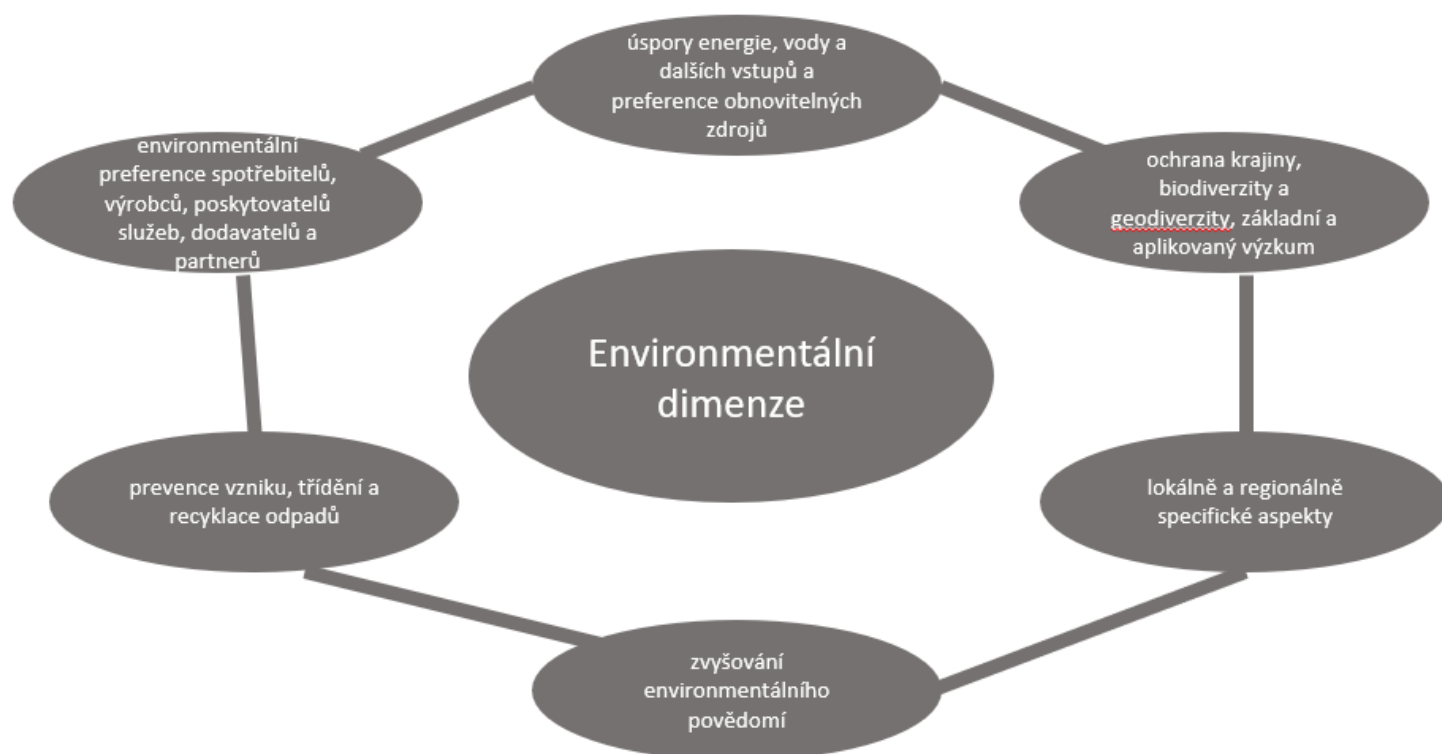 úspory energie, vody a
dalších vstupů a
preference obnovitelných
zdrojů
environmentální
preference spotřebitelů,
výrobců, poskytovatelů
služeb, dodavatelů a
partnerů
ochrana krajiny,
biodiverzity a
geodiverzity, základní a
aplikovaný výzkum
Environmentální
dimenze
prevence vzniku, třídění a
recyklace odpadů
lokálně a regionálně
specifické aspekty
zvyšování
environmentálního
povědomí